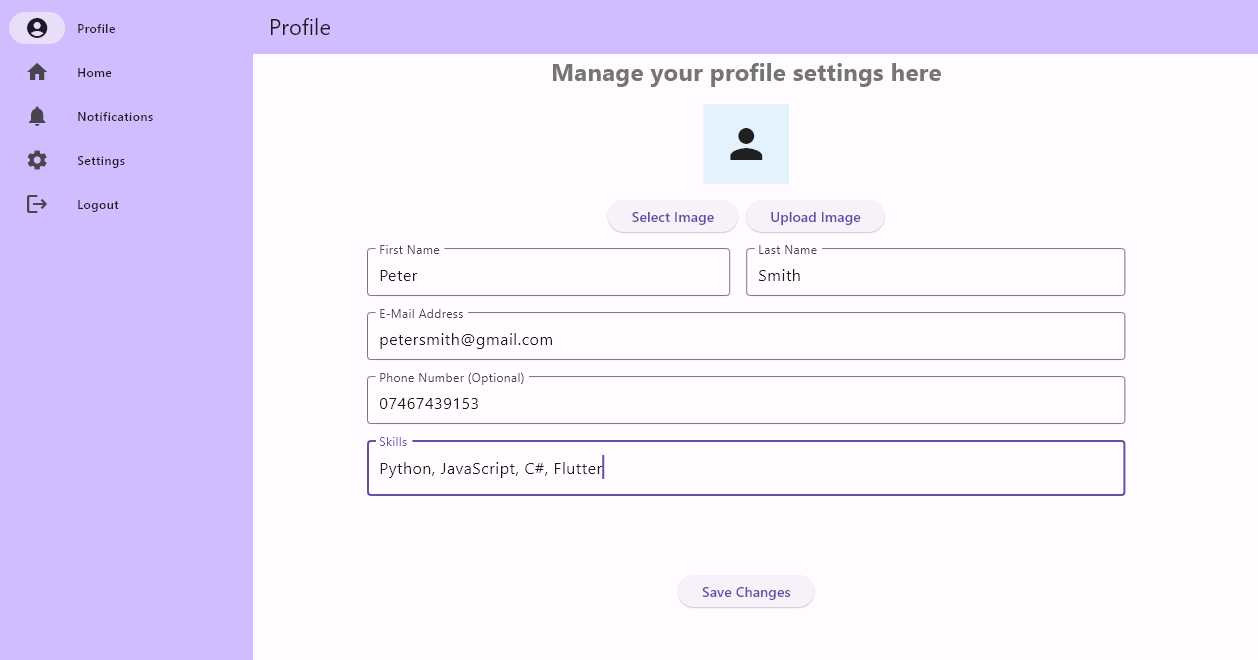 Profile
Home
Notifications
Settings
Logout
Profile
Manage your profile settings here
Select Image
Upload Image
First Name
Peter
Last Name
Smith
E-Mail Address
petersmith@gmail.com
Phone Number (Optional)
07467439153
Skills
Python, JavaScript, C#, Flutter
Save Changes